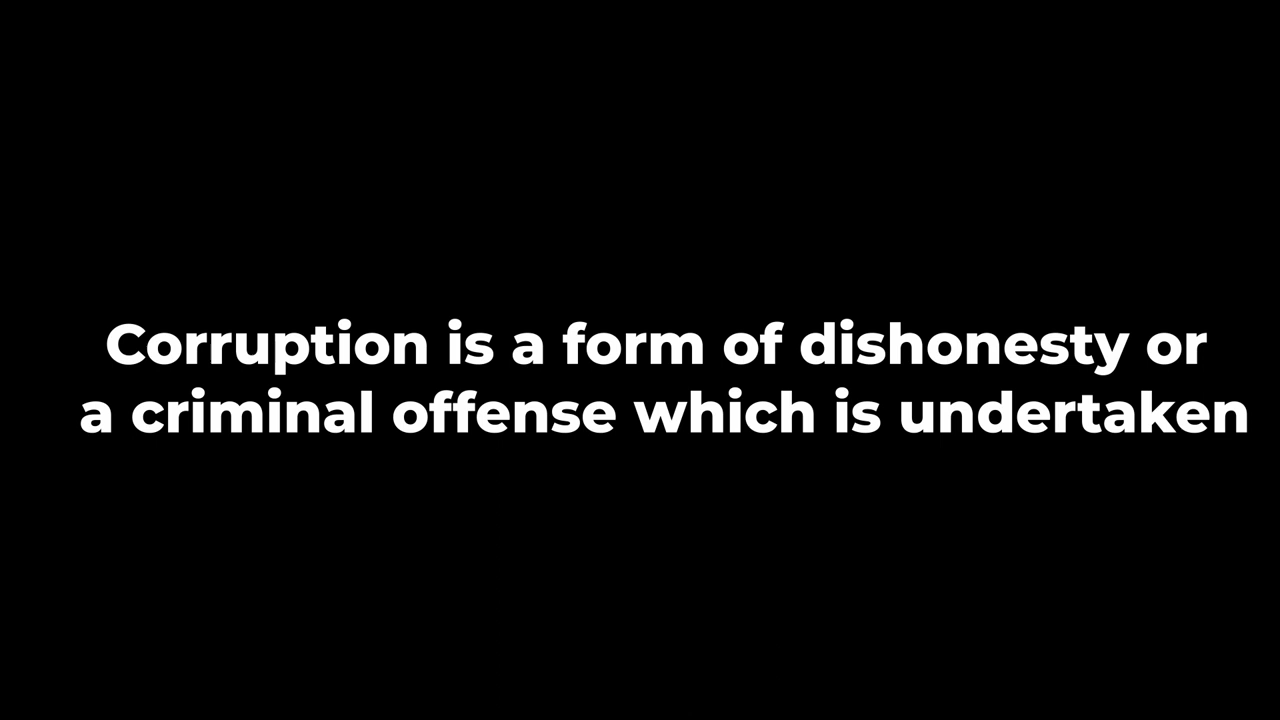 Corruption is a form of dishonesty or
a criminal offense which is undertaken